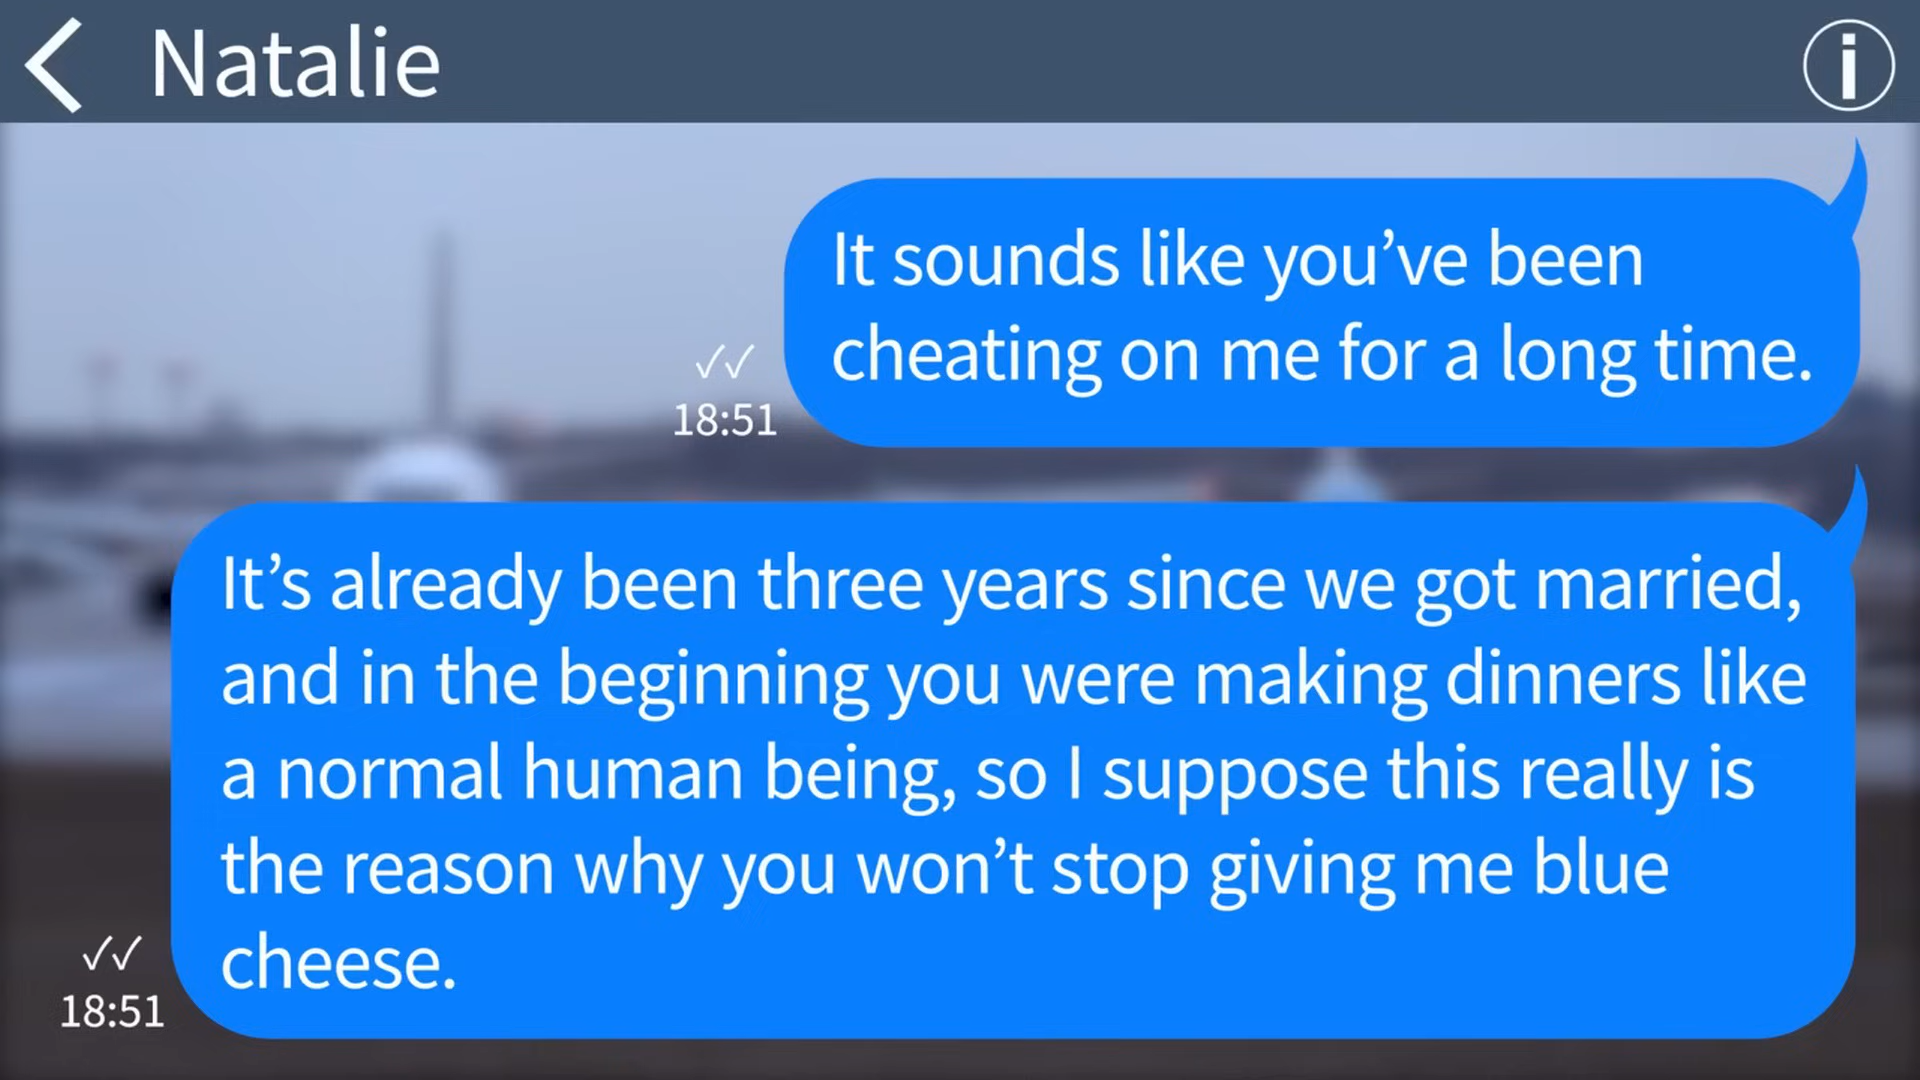 Natalie
It sounds like you’ve been
cheating on me for a long time.
✓✓
18:51
It’s already been three years since we got married,
and in the beginning you were making dinners like
a normal human being, so I suppose this really is
the reason why you won’t stop giving me blue
cheese.
✓✓
18:51